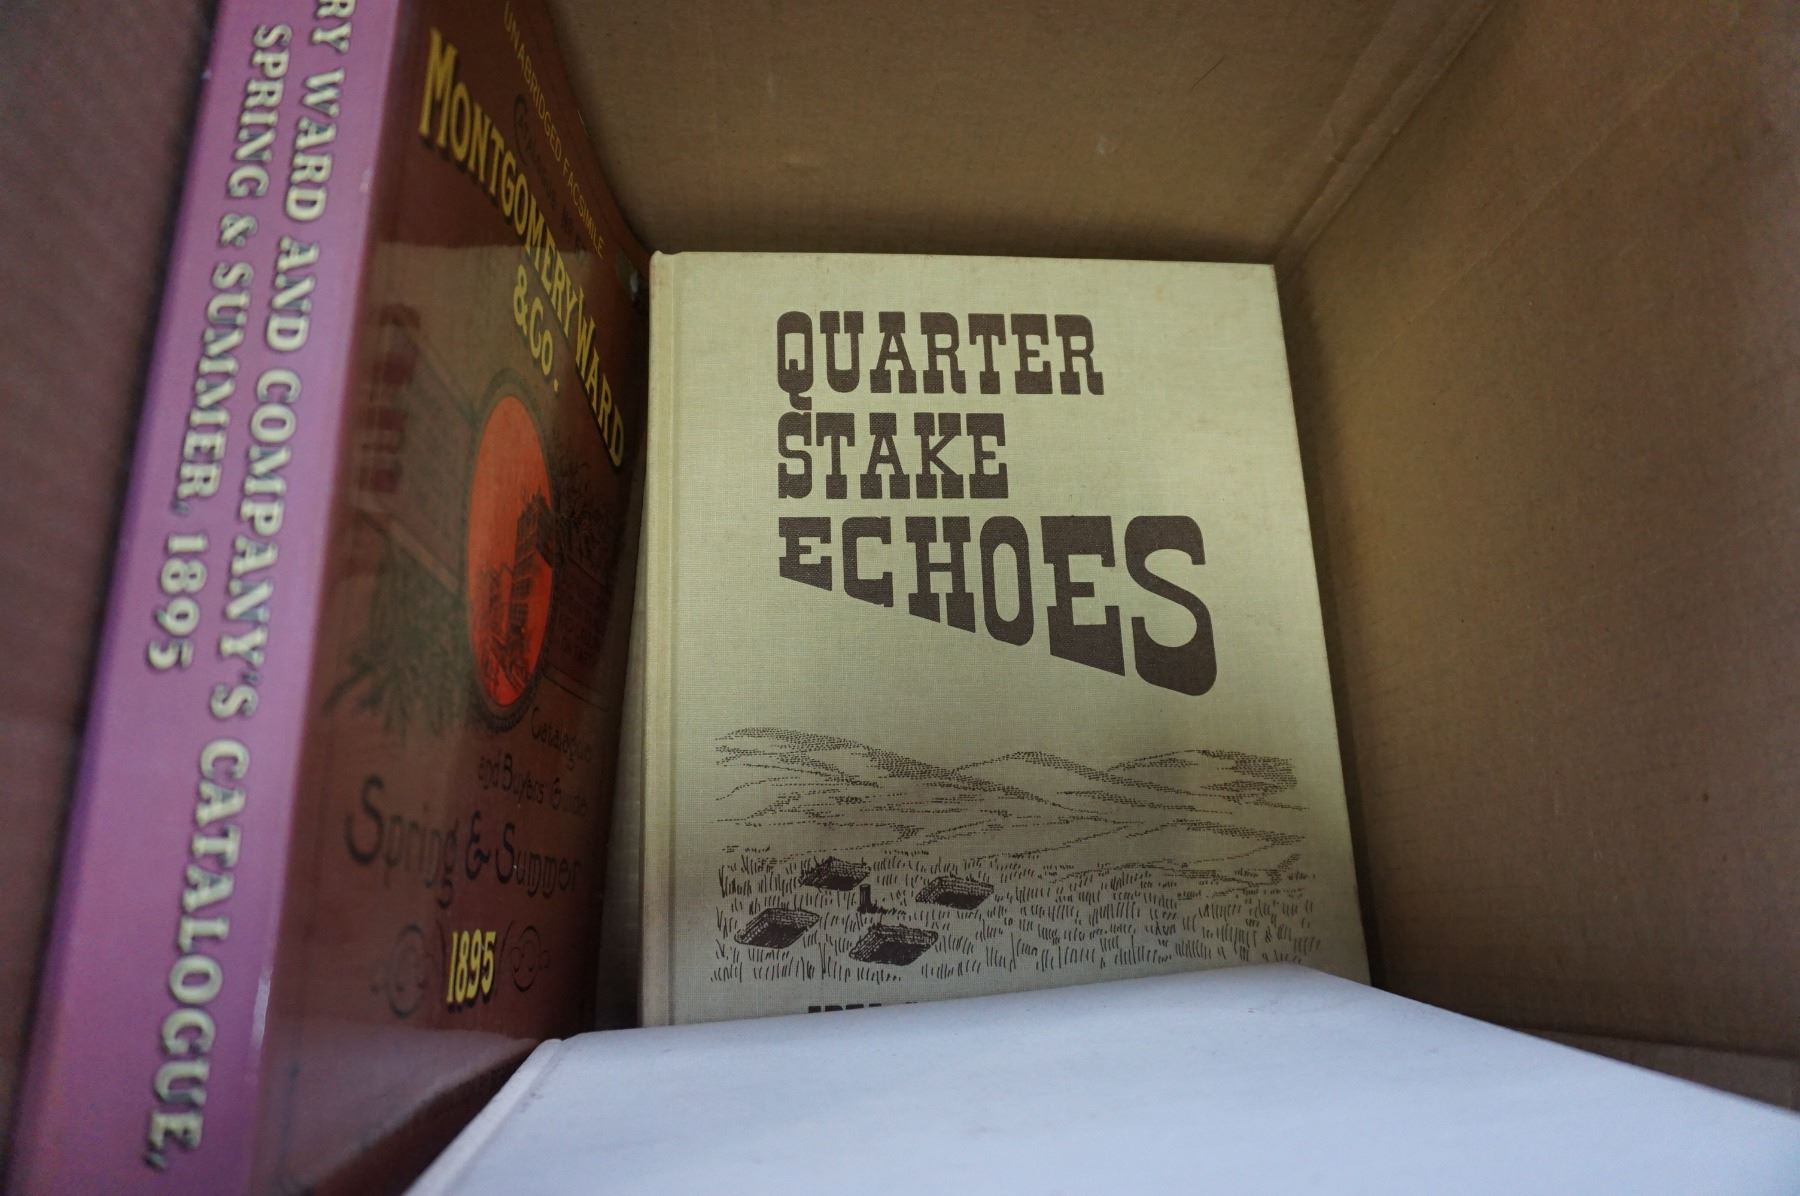 RY WARD AND COMPANY'S CATALOGUE,
SPRING & SUMMER, 1895
UNABRIDGED FACSIMILE
MONTGOMERY WARD
& CO.
Catalogue
and Buyers Guide
Spring & Summer
1895
QUARTER
STAKE
ECHOES